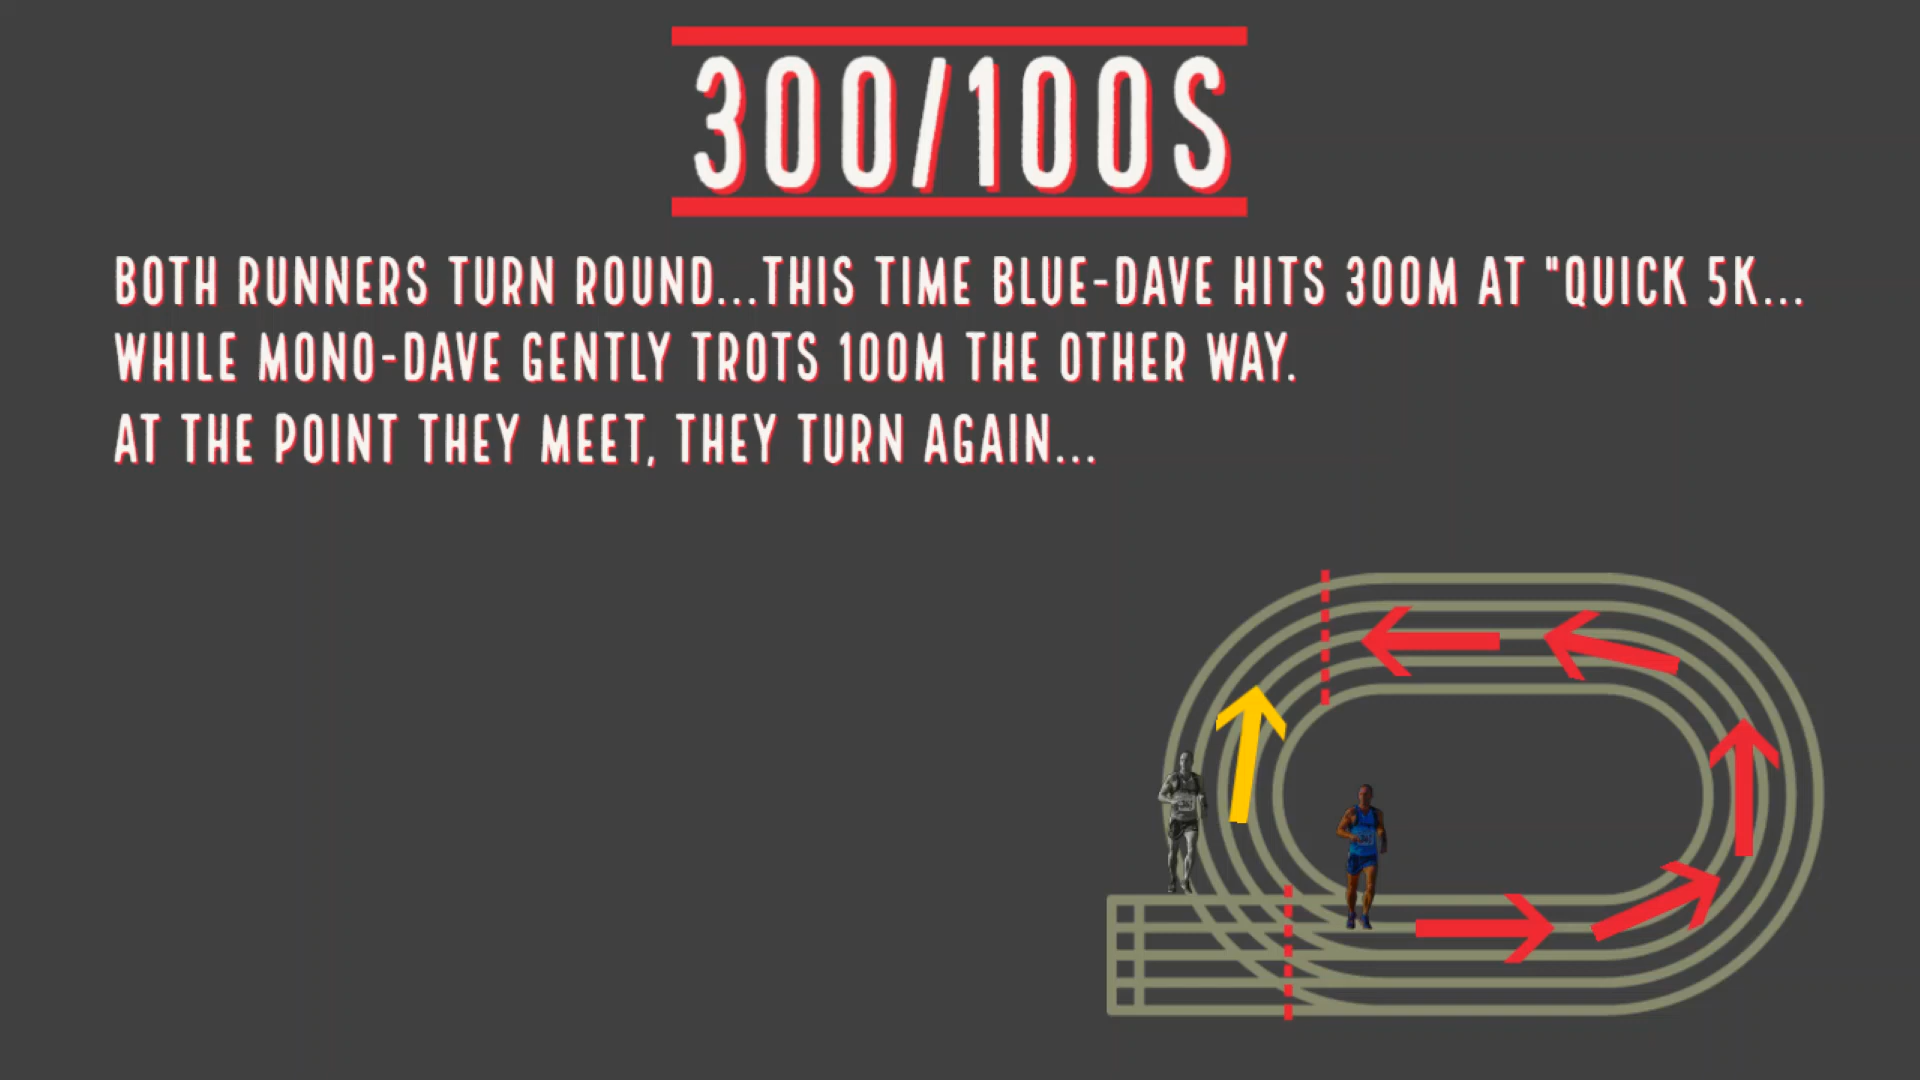 300/100S
BOTH RUNNERS TURN ROUND...THIS TIME BLUE-DAVE HITS 300M AT "QUICK 5K...
WHILE MONO-DAVE GENTLY TROTS 100M THE OTHER WAY.
AT THE POINT THEY MEET, THEY TURN AGAIN...